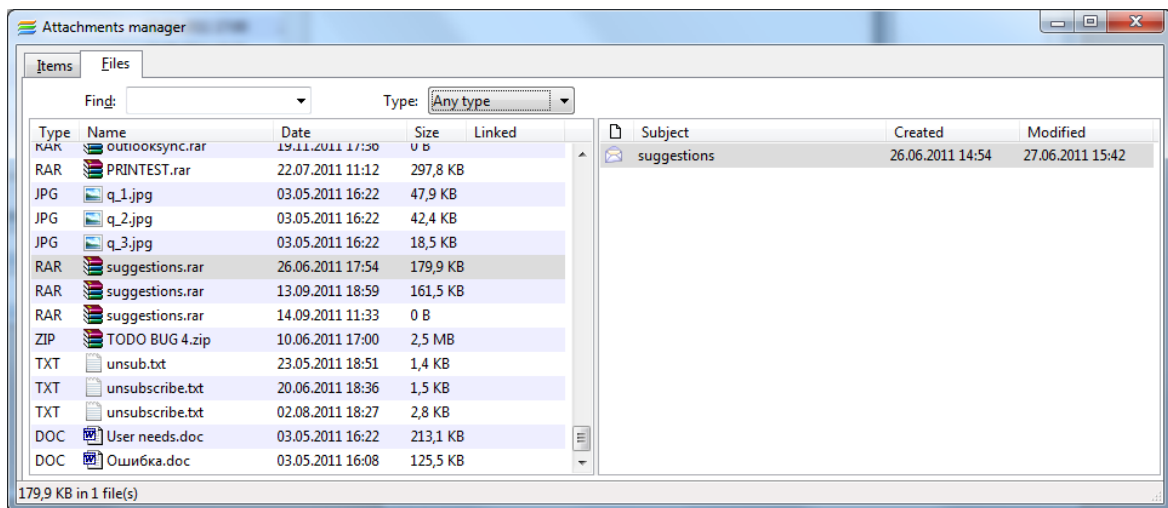 Attachments manager
Items Files
Find: Type: Any type
Type Name Date Size Linked Subject Created Modified
RAR outlooksync.rar 19.11.2011 17:36 0 B suggestions 26.06.2011 14:54 27.06.2011 15:42
RAR PRINTEST.rar 22.07.2011 11:12 297,8 KB
JPG q_1.jpg 03.05.2011 16:22 47,9 KB
JPG q_2.jpg 03.05.2011 16:22 42,4 KB
JPG q_3.jpg 03.05.2011 16:22 18,5 KB
RAR suggestions.rar 26.06.2011 17:54 179,9 KB
RAR suggestions.rar 13.09.2011 18:59 161,5 KB
RAR suggestions.rar 14.09.2011 11:33 0 B
ZIP TODO BUG 4.zip 10.06.2011 17:00 2,5 MB
TXT unsub.txt 23.05.2011 18:51 1,4 KB
TXT unsubscribe.txt 20.06.2011 18:36 1,5 KB
TXT unsubscribe.txt 02.08.2011 18:27 2,8 KB
DOC User needs.doc 03.05.2011 16:22 213,1 KB
DOC Ошибка.doc 03.05.2011 16:08 125,5 KB
179,9 KB in 1 file(s)